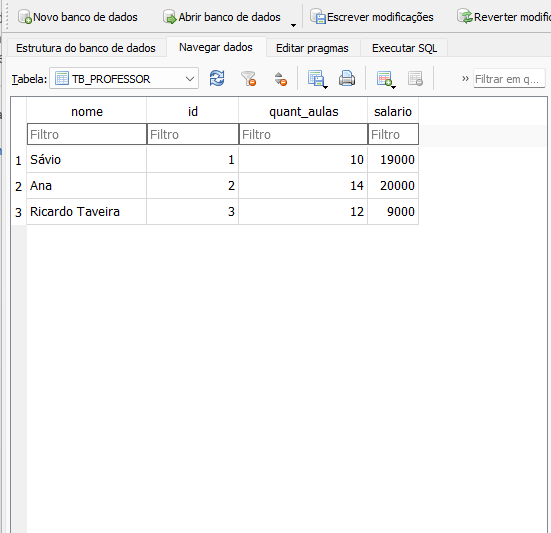 Novo banco de dados Abrir banco de dados Escrever modificações Reverter modific
Estrutura do banco de dados Navegar dados Editar pragmas Executar SQL
Tabela: TB_PROFESSOR » Filtrar em q...
nome id quant_aulas salario
Filtro Filtro Filtro Filtro
1 Sávio 1 10 19000
2 Ana 2 14 20000
3 Ricardo Taveira 3 12 9000